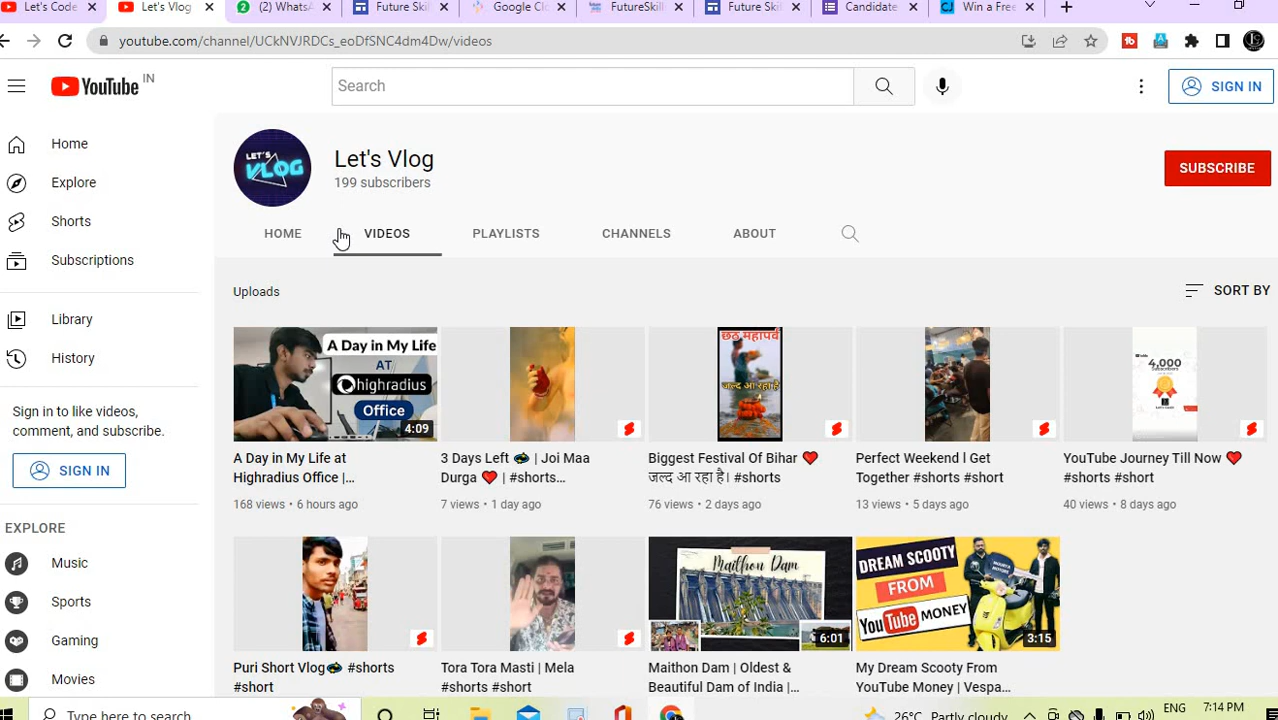 Let's Code
Let's Vlog
(2) WhatsA
Future Skil
Google Clo
FutureSkill
Future Skil
Candidate
Win a Free
youtube.com/channel/UCkNVJRDCs_eoDfSNC4dm4Dw/videos
YouTube IN
Search
SIGN IN
Home
Explore
Shorts
Subscriptions
Library
History
Sign in to like videos,
comment, and subscribe.
SIGN IN
EXPLORE
Music
Sports
Gaming
Movies
LET'S
VLOG
Let's Vlog
199 subscribers
SUBSCRIBE
HOME VIDEOS PLAYLISTS CHANNELS ABOUT
Uploads
SORT BY
A Day in My Life
AT
highradius
Office
4:09
A Day in My Life at
Highradius Office |...
168 views • 6 hours ago
3 Days Left | Joi Maa
Durga ❤️ | #shorts...
7 views • 1 day ago
छठ महापर्व
जल्द आ रहा है
Biggest Festival Of Bihar ❤️
जल्द आ रहा है। #shorts
76 views • 2 days ago
Perfect Weekend l Get
Together #shorts #short
13 views • 5 days ago
4,000
Subscribers
YouTube Journey Till Now ❤️
#shorts #short
40 views • 8 days ago
Puri Short Vlog #shorts
#short
Tora Tora Masti | Mela
#shorts #short
Maithon Dam
6:01
Maithon Dam | Oldest &
Beautiful Dam of India |...
DREAM SCOOTY
FROM
YouTube MONEY
3:15
My Dream Scooty From
YouTube Money | Vespa...
Type here to search
26°C Partly cloudy
ENG
7:14 PM